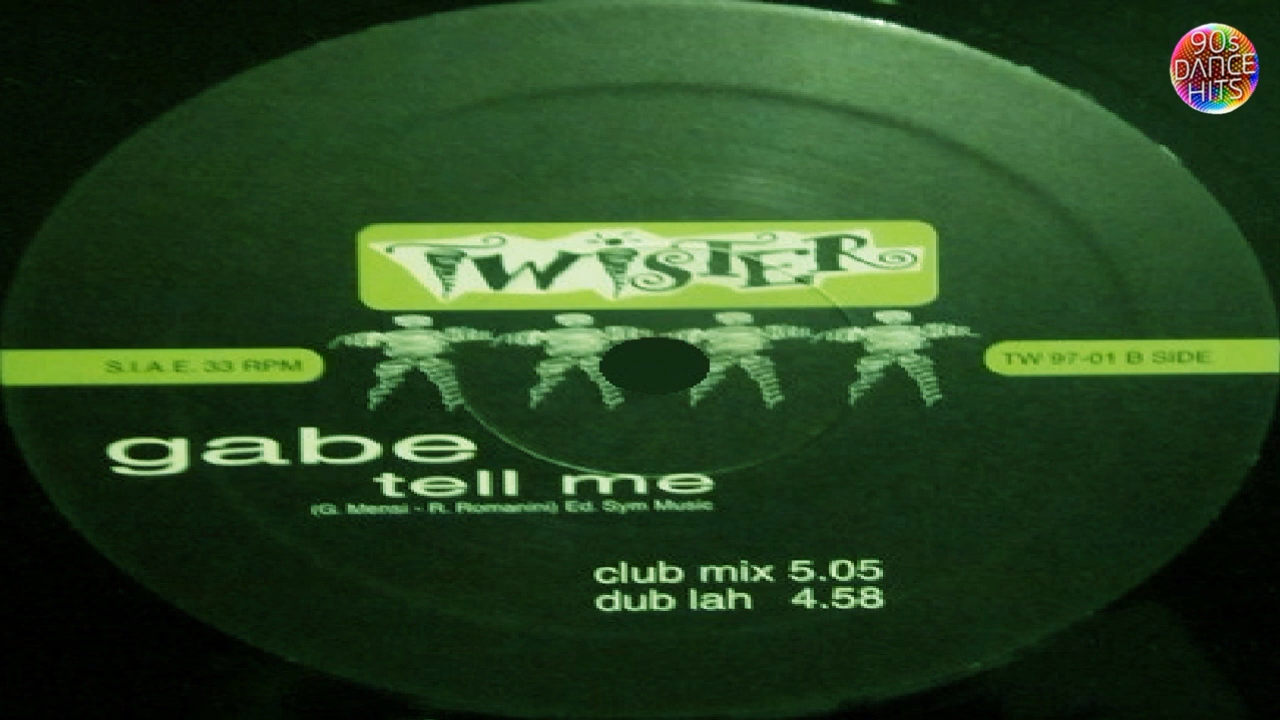 90s
DANCE
HITS
TWISTER
S.I.A.E. 33 RPM
TW 97-01 B SIDE
gabe
tell me
(G. Mensi - R. Romanini) Ed. Sym Music
club mix 5.05
dub lah 4.58